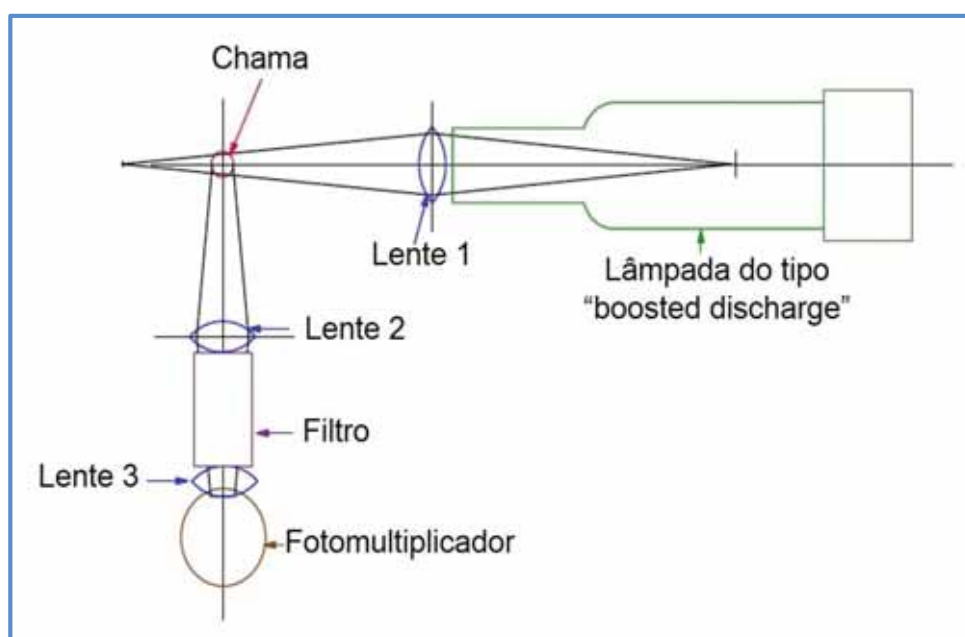 Chama
Lente 1
Lâmpada do tipo
“boosted discharge”
Lente 2
Filtro
Lente 3
Fotomultiplicador